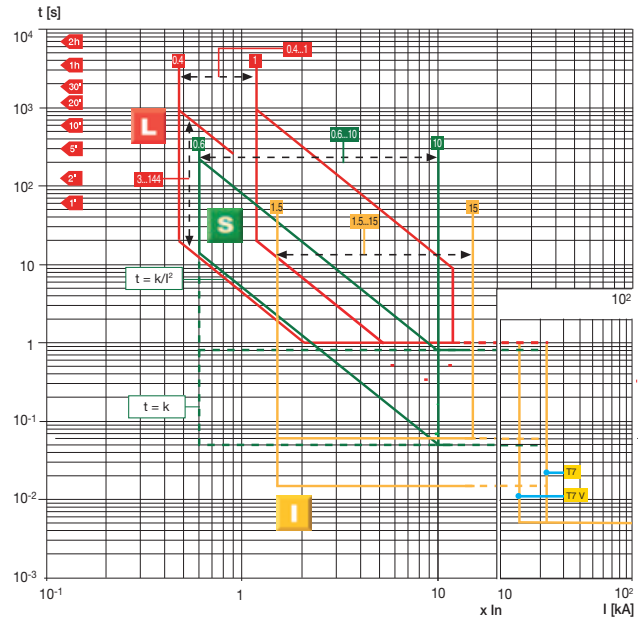 t [s]
10⁴
2h
0.4
0.4...1
1
1h
30'
20'
10³
10'
L
0.6
0.6...10
10
5'
3...144
2'
10²
1'
S
1.5
1.5...15
15
10
t = k/I²
10²
1
t = k
10⁻¹
T7
T7 V
10⁻²
I
10⁻³
10⁻¹
1
10
10
10²
x In
I [kA]